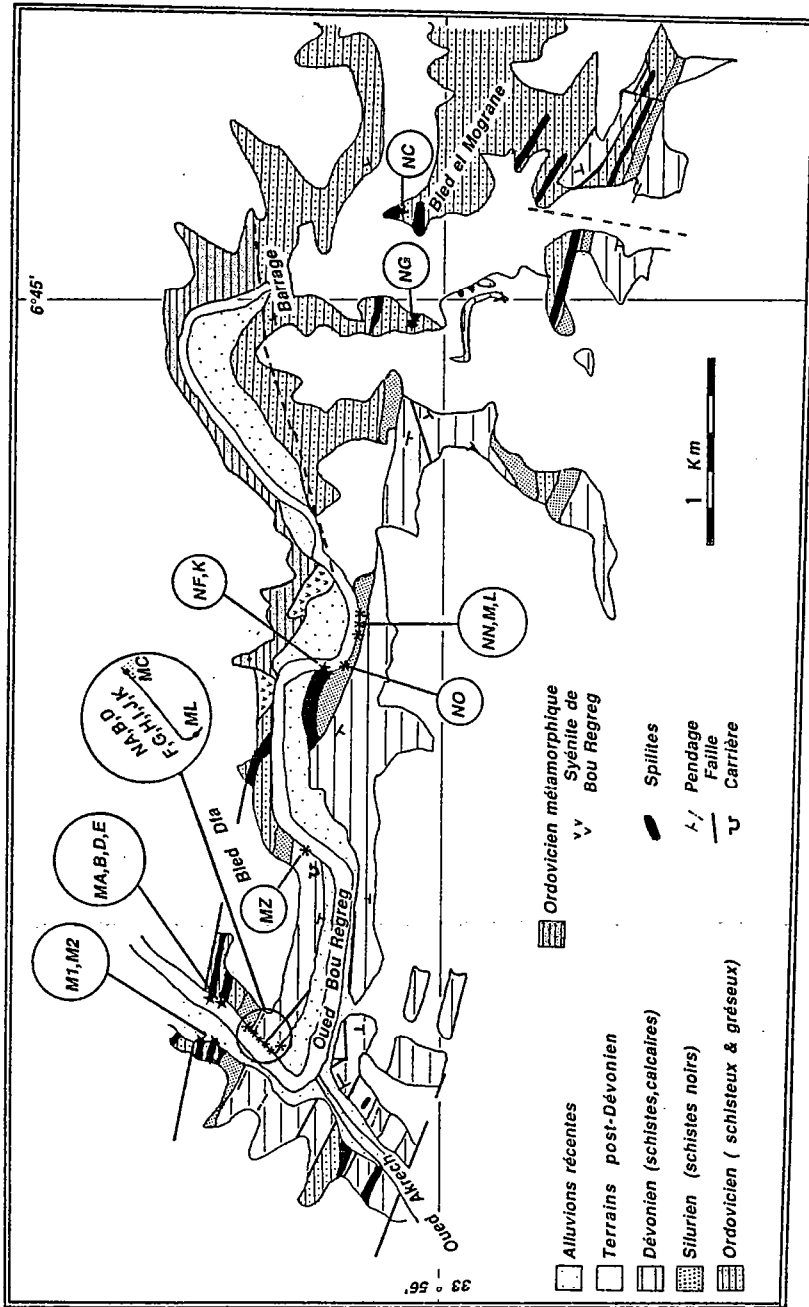 6°45'
33° 56'
Barrage
Bled el Mograne
NC
NG
NF,K
NN,M,L
NO
NA,B,D
F,G,H,I,J,K
MC
ML
Bled Dla
MA,B,D,E
MZ
M1,M2
Oued Bou Regreg
Oued Akrech
1 Km
Alluvions récentes
Terrains post-Dévonien
Dévonien (schistes,calcaires)
Silurien (schistes noirs)
Ordovicien ( schisteux & gréseux)
Ordovicien métamorphique
Syénite de
Bou Regreg
Spilites
Pendage
Faille
Carrière